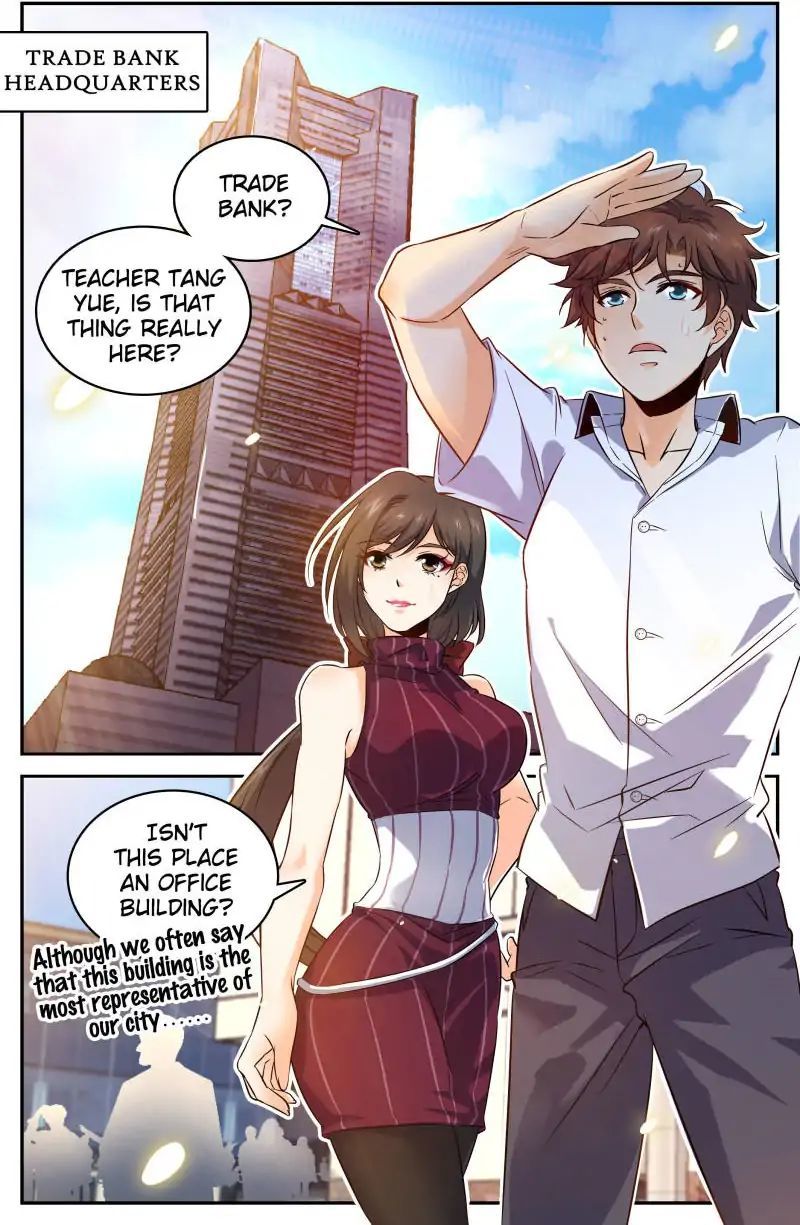 TRADE BANK
HEADQUARTERS
TRADE
BANK?
TEACHER TANG
YUE, IS THAT
THING REALLY
HERE?
ISN'T
THIS PLACE
AN OFFICE
BUILDING?
Although we often say
that this building is the
most representative of
our city......